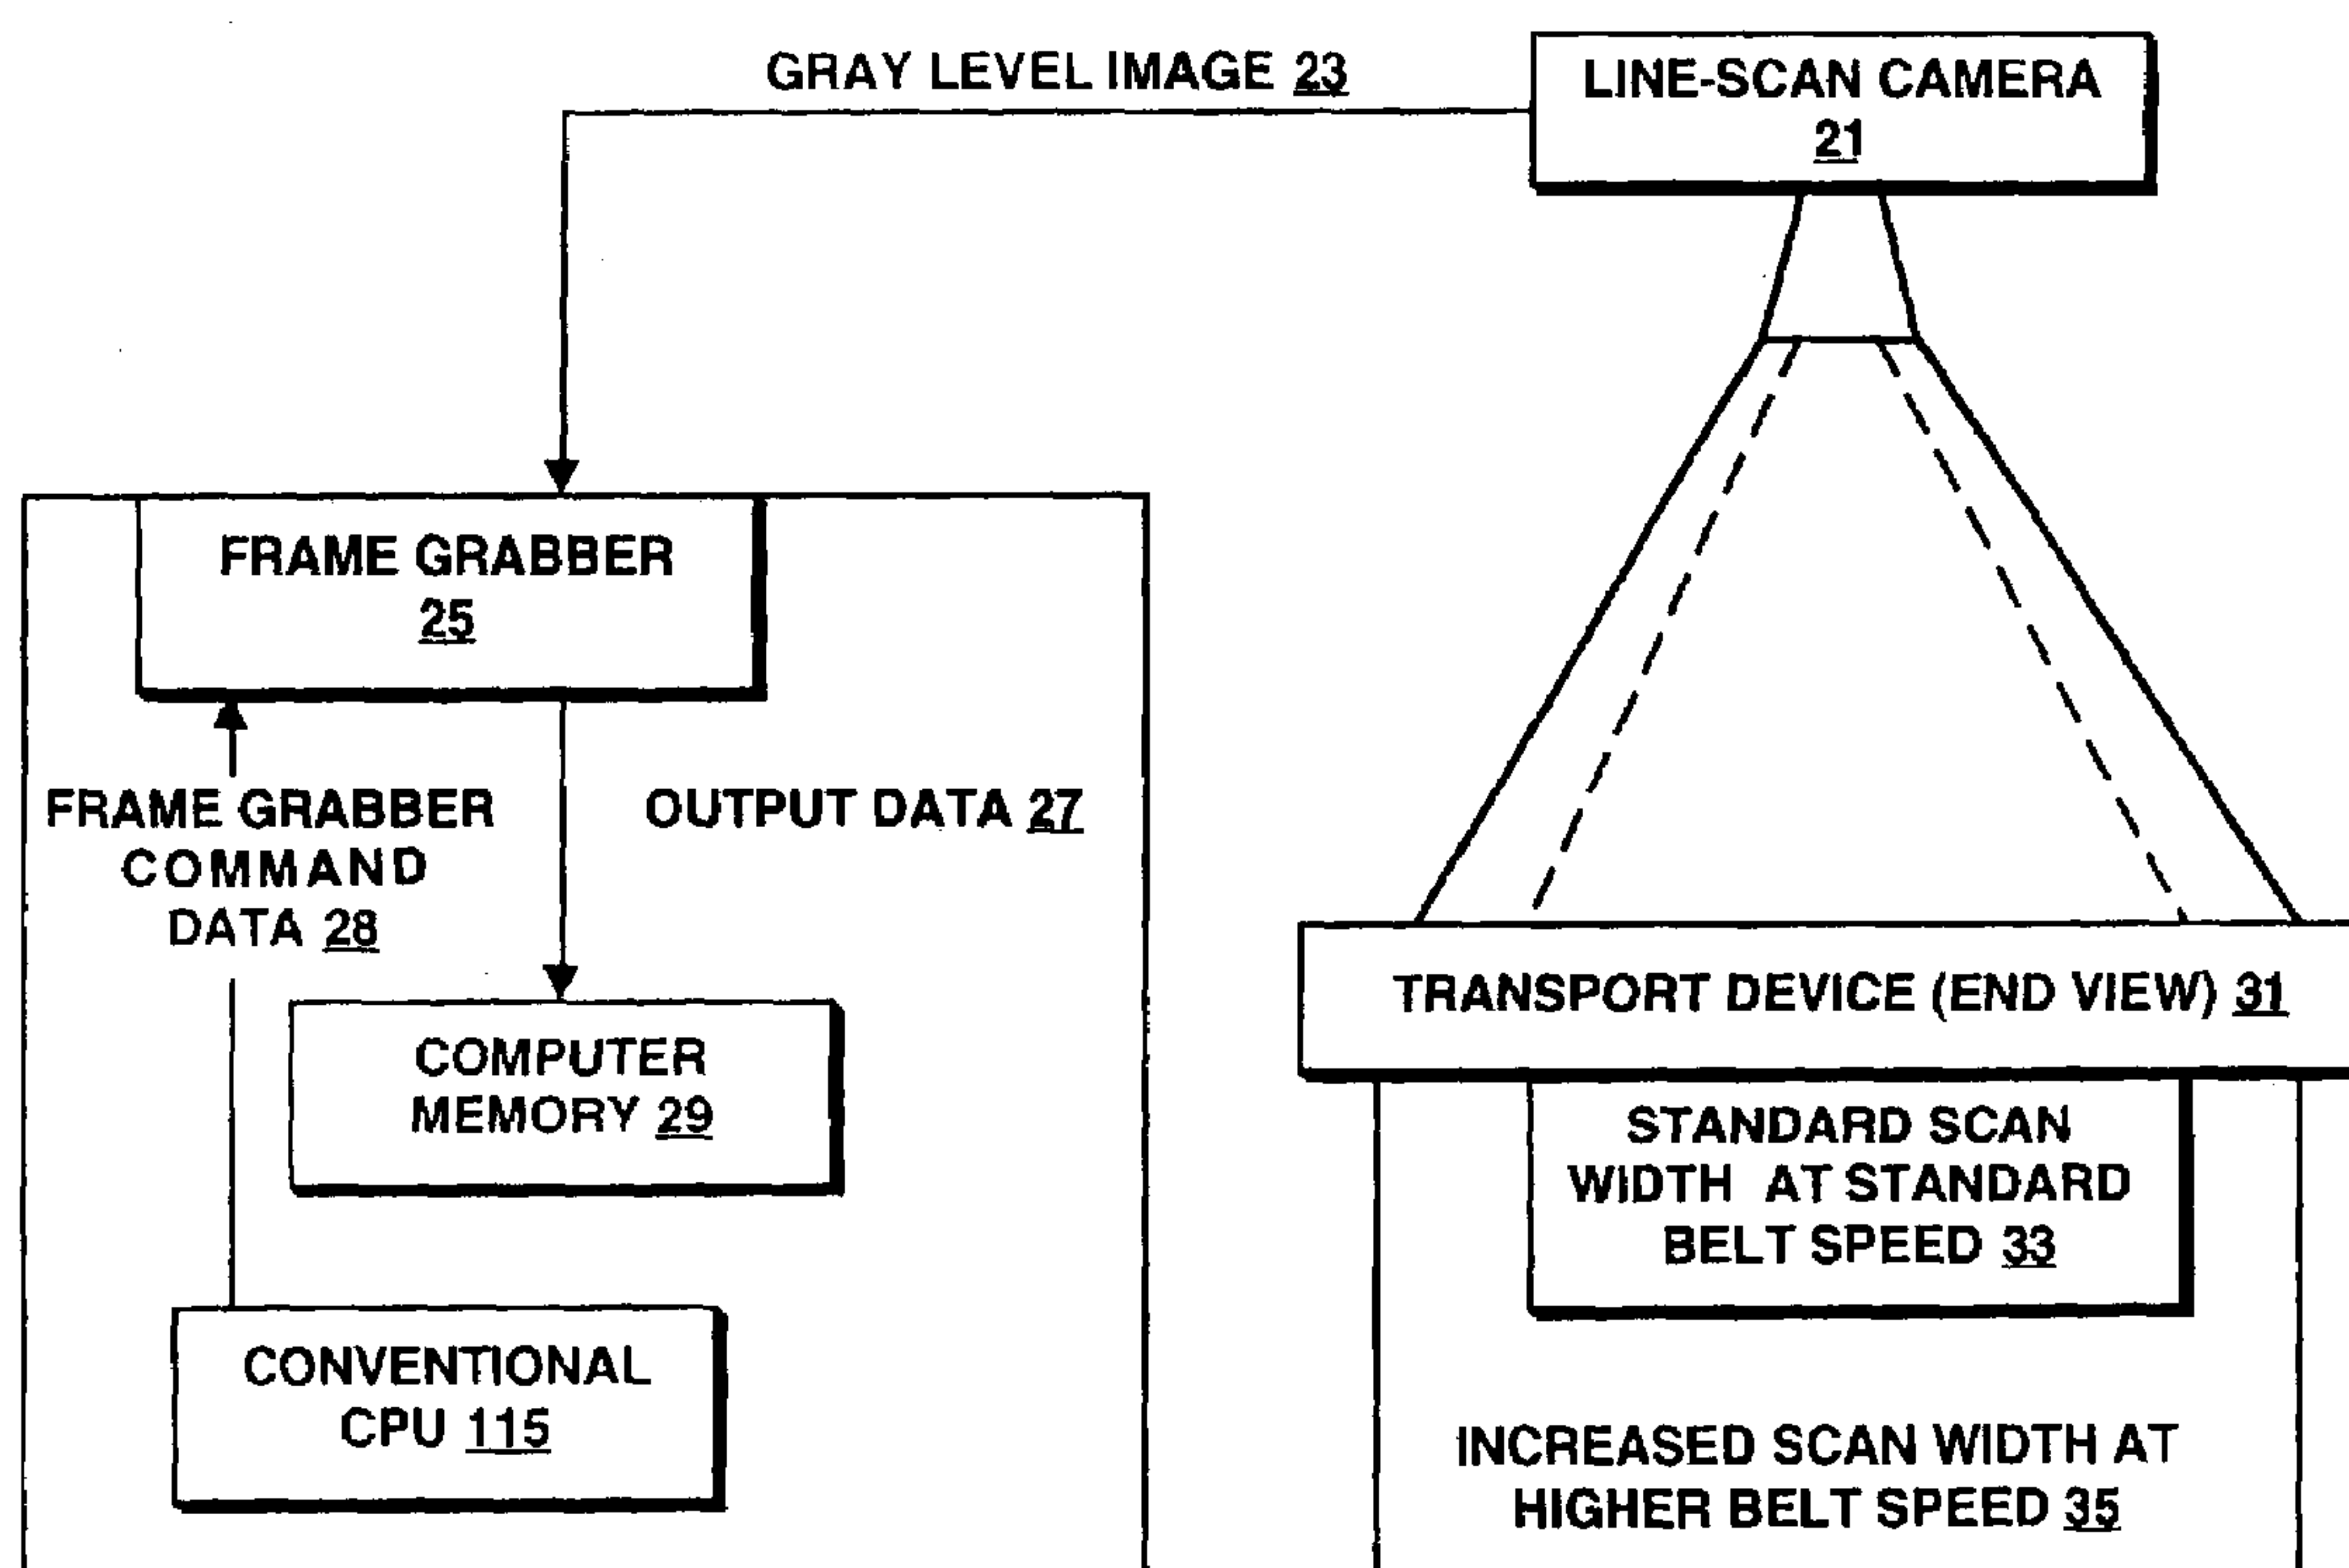 GRAY LEVEL IMAGE 23
LINE-SCAN CAMERA
21
FRAME GRABBER
25
FRAME GRABBER
COMMAND
DATA 28
OUTPUT DATA 27
COMPUTER
MEMORY 29
CONVENTIONAL
CPU 115
TRANSPORT DEVICE (END VIEW) 31
STANDARD SCAN
WIDTH AT STANDARD
BELT SPEED 33
INCREASED SCAN WIDTH AT
HIGHER BELT SPEED 35